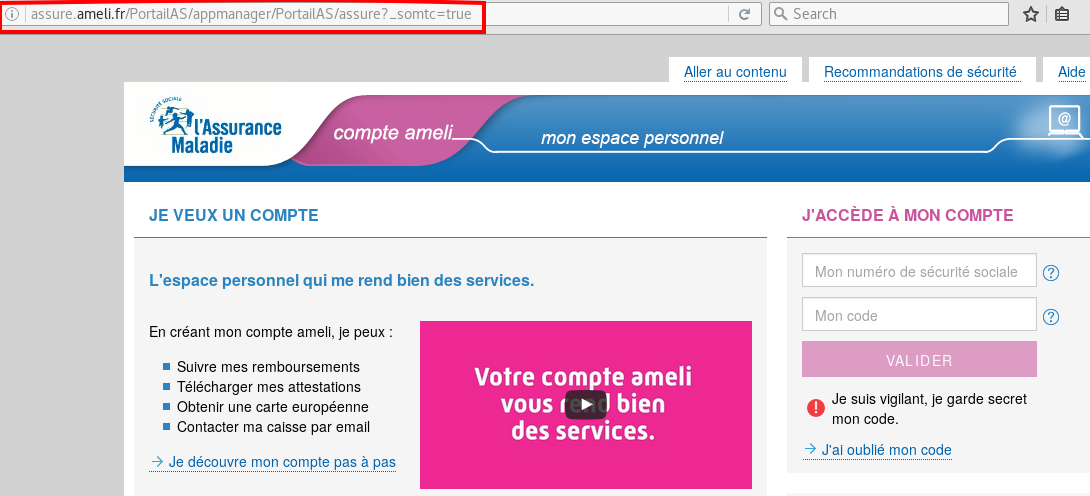 assure.ameli.fr/PortailAS/appmanager/PortailAS/assure?_somtc=true
Search
Aller au contenu
Recommandations de sécurité
Aide
SÉCURITÉ SOCIALE
l'Assurance
Maladie
compte ameli
mon espace personnel
@
JE VEUX UN COMPTE
L'espace personnel qui me rend bien des services.
En créant mon compte ameli, je peux :
Suivre mes remboursements
Télécharger mes attestations
Obtenir une carte européenne
Contacter ma caisse par email
Je découvre mon compte pas à pas
Votre compte ameli
vous rend bien
des services.
J'ACCÈDE À MON COMPTE
Mon numéro de sécurité sociale
?
Mon code
?
VALIDER
Je suis vigilant, je garde secret
mon code.
J'ai oublié mon code